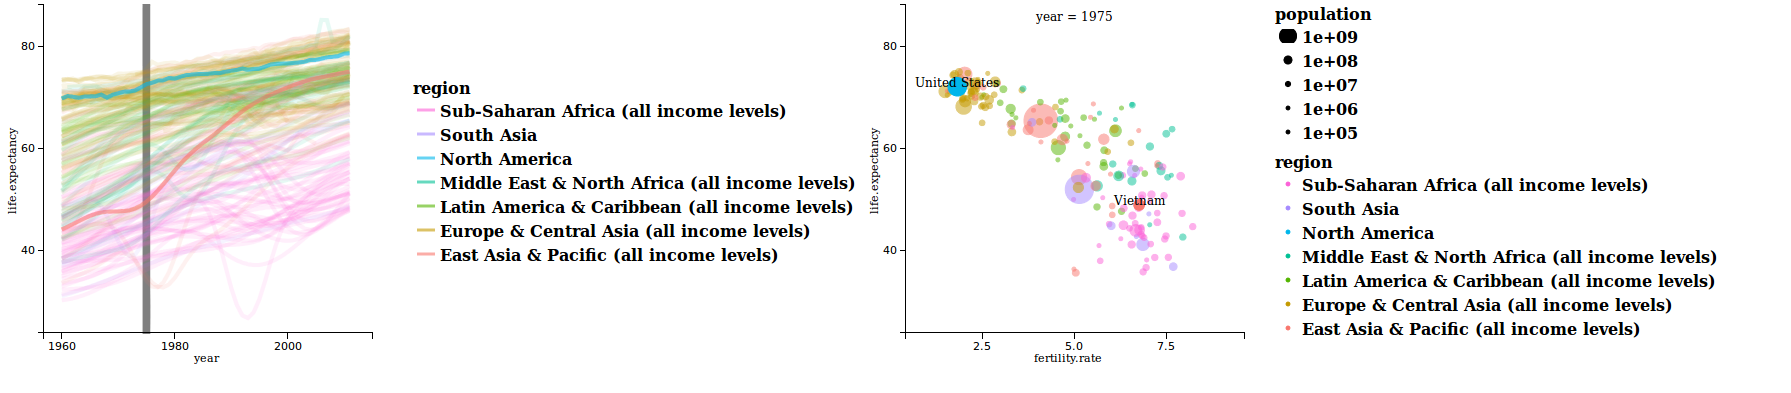 80
60
40
life.expectancy
1960
1980
2000
year
region
Sub-Saharan Africa (all income levels)
South Asia
North America
Middle East & North Africa (all income levels)
Latin America & Caribbean (all income levels)
Europe & Central Asia (all income levels)
East Asia & Pacific (all income levels)
year = 1975
80
60
40
life.expectancy
United States
Vietnam
2.5
5.0
7.5
fertility.rate
population
1e+09
1e+08
1e+07
1e+06
1e+05
region
Sub-Saharan Africa (all income levels)
South Asia
North America
Middle East & North Africa (all income levels)
Latin America & Caribbean (all income levels)
Europe & Central Asia (all income levels)
East Asia & Pacific (all income levels)